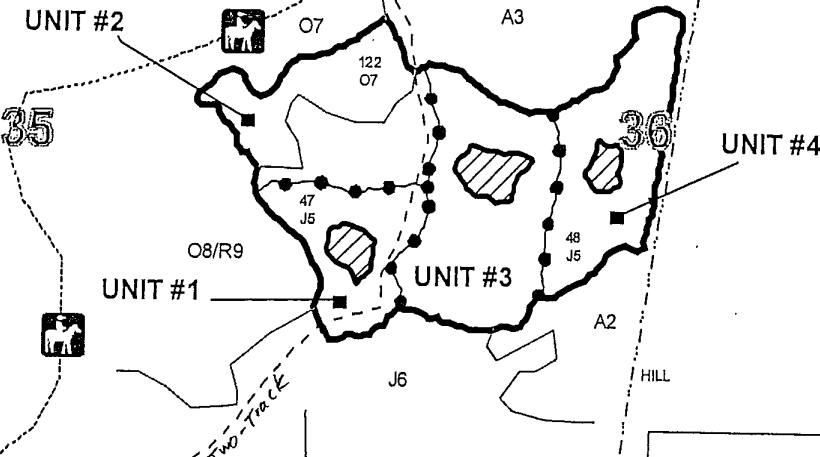 UNIT #2
O7
A3
122
O7
35
36
UNIT #4
47
J5
O8/R9
48
J5
UNIT #1
UNIT #3
A2
J6
HILL
Two-Track